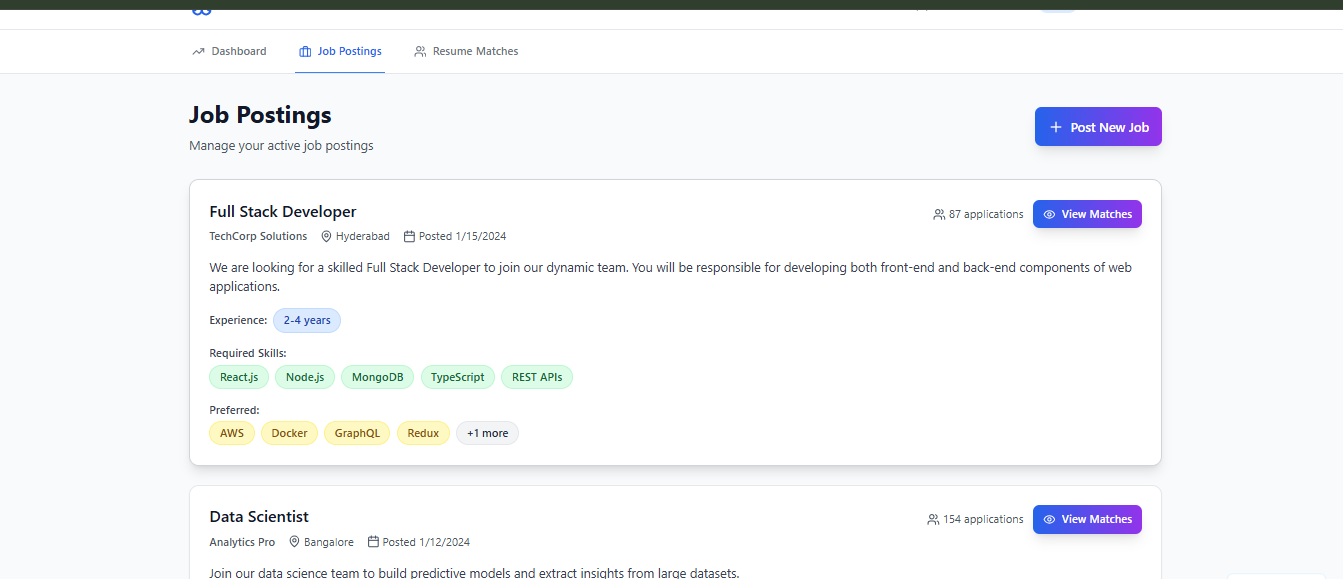 Dashboard Job Postings Resume Matches
Job Postings
Post New Job
Manage your active job postings
Full Stack Developer
87 applications View Matches
TechCorp Solutions Hyderabad Posted 1/15/2024
We are looking for a skilled Full Stack Developer to join our dynamic team. You will be responsible for developing both front-end and back-end components of web
applications.
Experience: 2-4 years
Required Skills:
React.js Node.js MongoDB TypeScript REST APIs
Preferred:
AWS Docker GraphQL Redux +1 more
Data Scientist
154 applications View Matches
Analytics Pro Bangalore Posted 1/12/2024
Join our data science team to build predictive models and extract insights from large datasets.